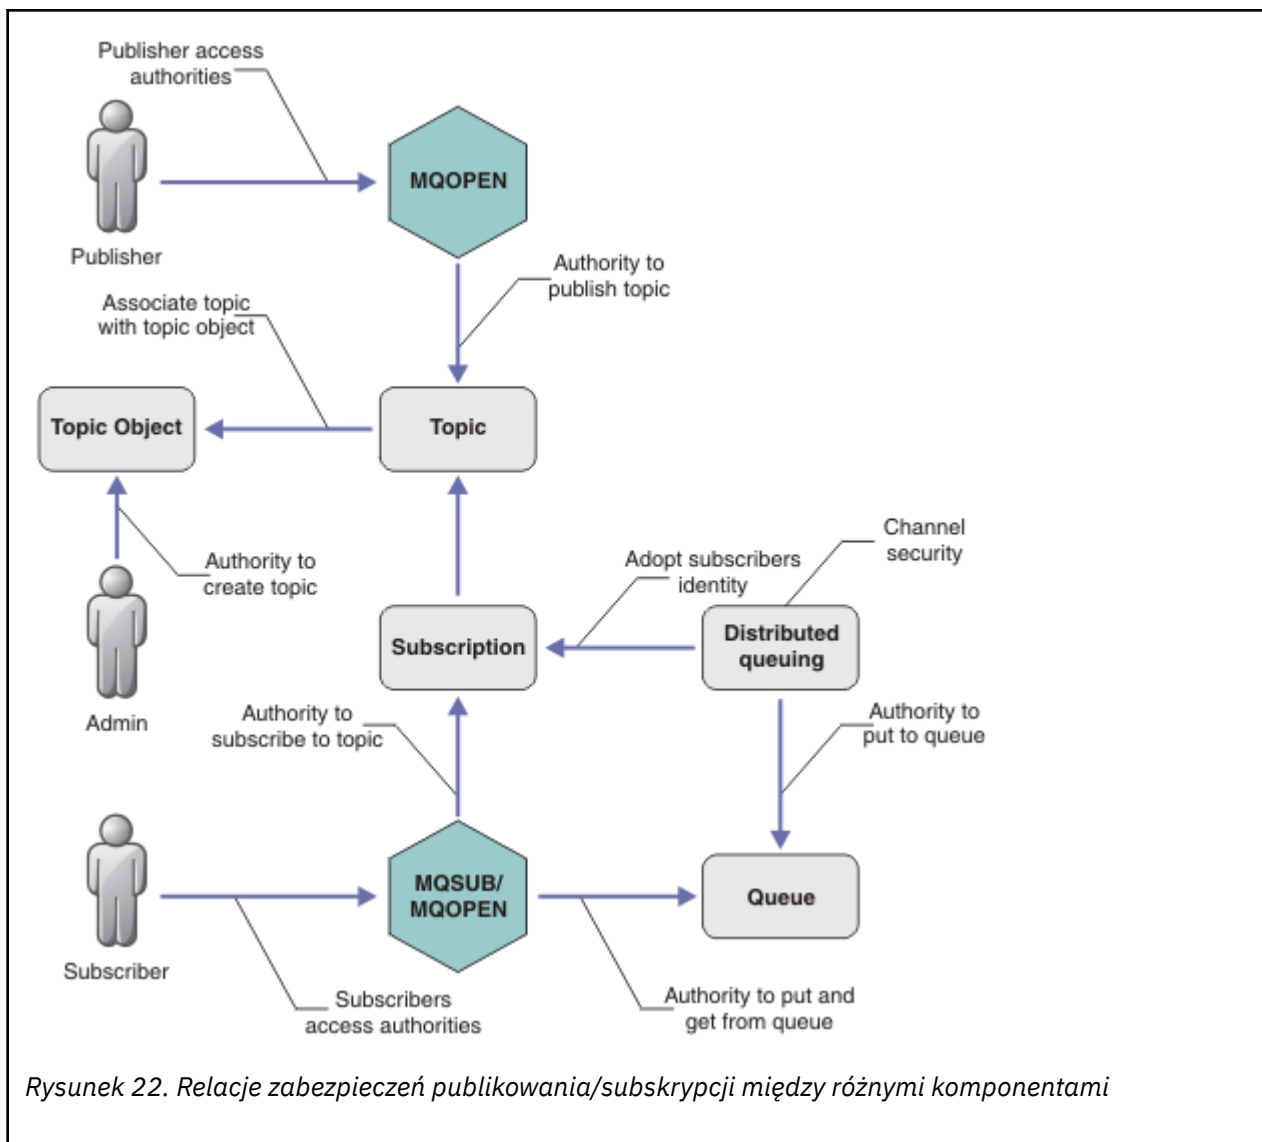 Publisher access
authorities
MQOPEN
Publisher
Authority to
publish topic
Associate topic
with topic object
Topic Object
Topic
Channel
security
Authority to
create topic
Adopt subscribers
identity
Subscription
Distributed
queuing
Admin
Authority to
subscribe to topic
Authority to
put to queue
MQSUB/
MQOPEN
Queue
Subscriber
Subscribers
access authorities
Authority to put and
get from queue
Rysunek 22. Relacje zabezpieczeń publikowania/subskrypcji między różnymi komponentami